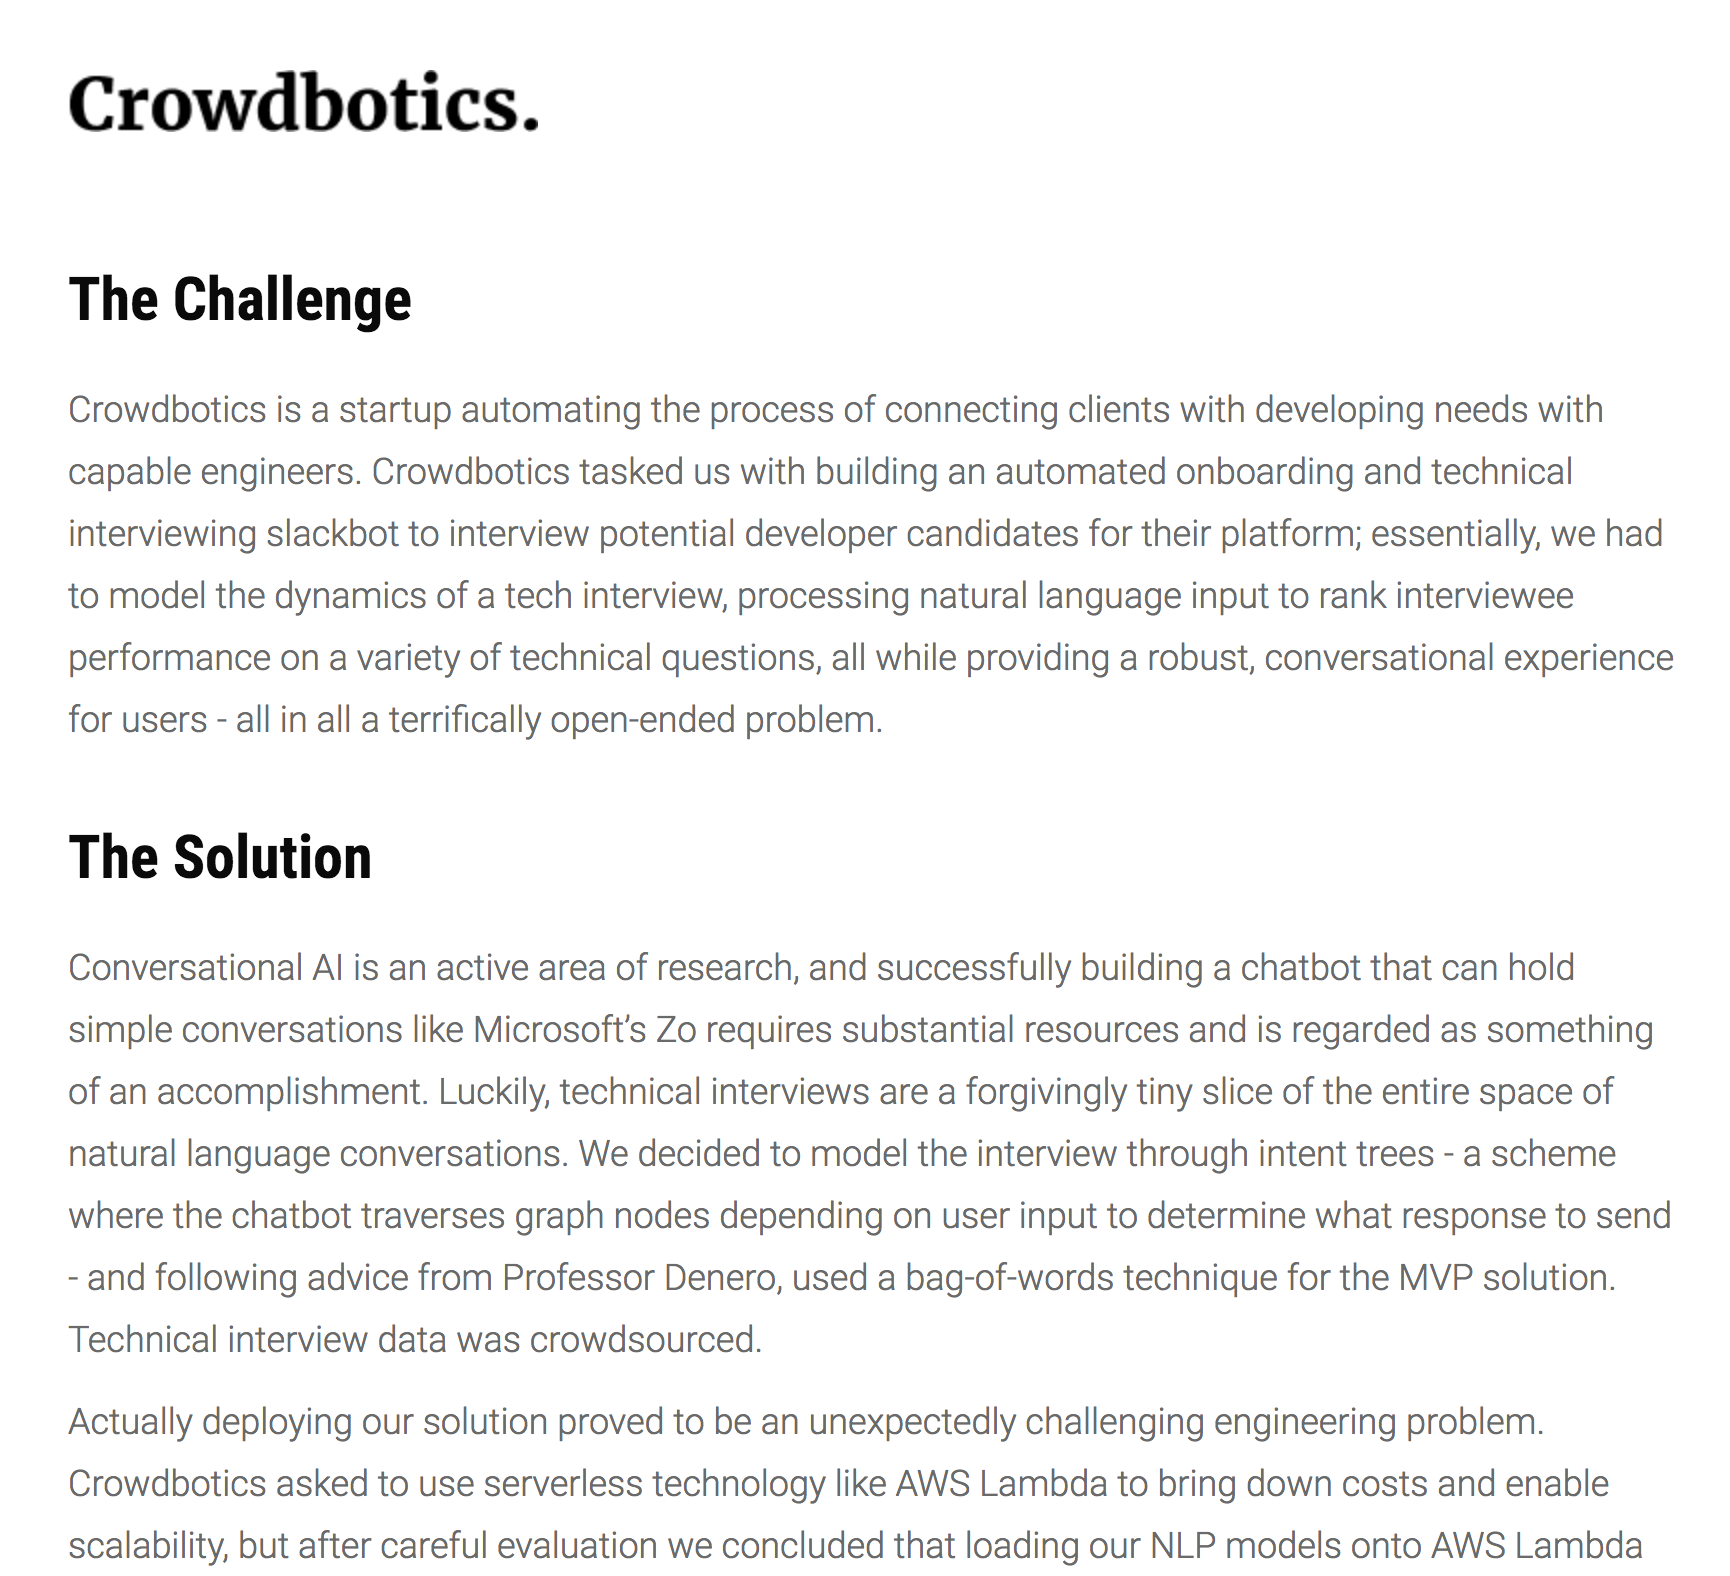 Crowdbotics.
The Challenge
Crowdbotics is a startup automating the process of connecting clients with developing needs with
capable engineers. Crowdbotics tasked us with building an automated onboarding and technical
interviewing slackbot to interview potential developer candidates for their platform; essentially, we had
to model the dynamics of a tech interview, processing natural language input to rank interviewee
performance on a variety of technical questions, all while providing a robust, conversational experience
for users - all in all a terrifically open-ended problem.
The Solution
Conversational AI is an active area of research, and successfully building a chatbot that can hold
simple conversations like Microsoft’s Zo requires substantial resources and is regarded as something
of an accomplishment. Luckily, technical interviews are a forgivingly tiny slice of the entire space of
natural language conversations. We decided to model the interview through intent trees - a scheme
where the chatbot traverses graph nodes depending on user input to determine what response to send
- and following advice from Professor Denero, used a bag-of-words technique for the MVP solution.
Technical interview data was crowdsourced.
Actually deploying our solution proved to be an unexpectedly challenging engineering problem.
Crowdbotics asked to use serverless technology like AWS Lambda to bring down costs and enable
scalability, but after careful evaluation we concluded that loading our NLP models onto AWS Lambda